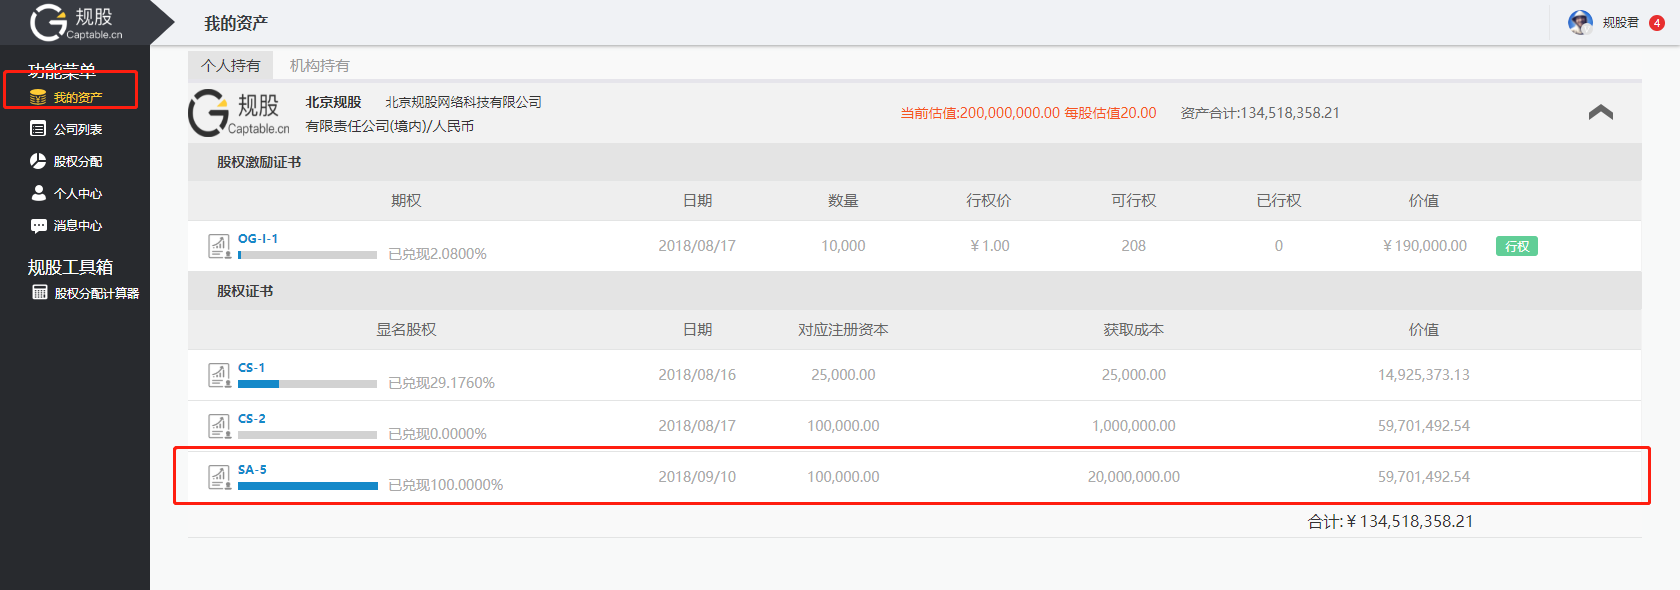 规股
Captable.cn
我的资产
规股君
4
功能菜单
我的资产
公司列表
股权分配
个人中心
消息中心
规股工具箱
股权分配计算器
个人持有 机构持有
规股
Captable.cn
北京规股 北京规股网络科技有限公司
有限责任公司(境内)/人民币
当前估值:200,000,000.00 每股估值20.00 资产合计:134,518,358.21
股权激励证书
期权 日期 数量 行权价 可行权 已行权 价值
OG-I-1
已兑现2.0800% 2018/08/17 10,000 ￥1.00 208 0 ￥190,000.00 行权
股权证书
显名股权 日期 对应注册资本 获取成本 价值
CS-1
已兑现29.1760% 2018/08/16 25,000.00 25,000.00 14,925,373.13
CS-2
已兑现0.0000% 2018/08/17 100,000.00 1,000,000.00 59,701,492.54
SA-5
已兑现100.0000% 2018/09/10 100,000.00 20,000,000.00 59,701,492.54
合计:￥134,518,358.21